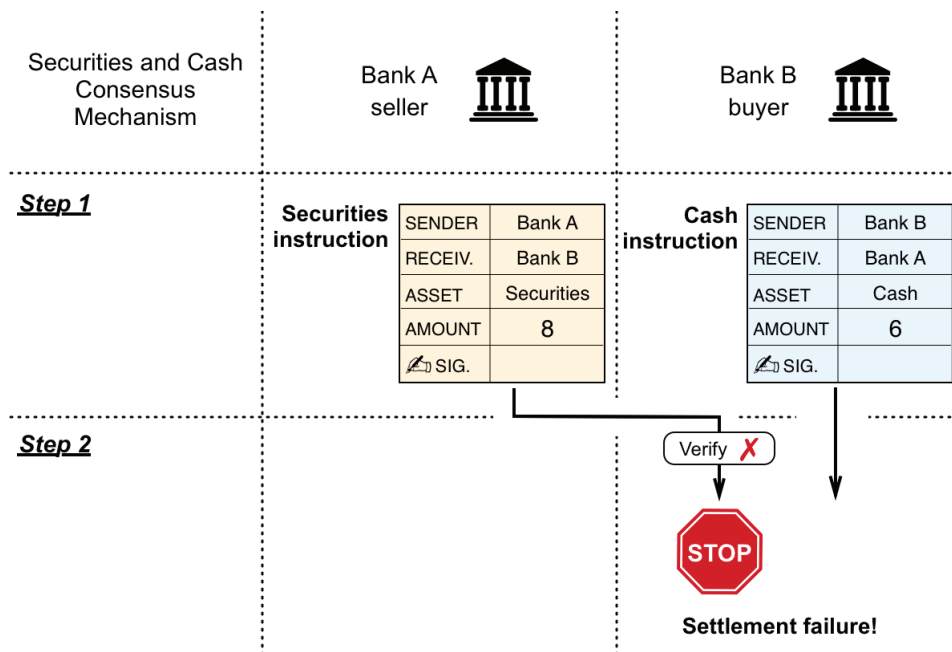 Securities and Cash
Consensus
Mechanism
Bank A
seller
Bank B
buyer
Step 1
Securities
instruction
SENDER Bank A
RECEIV. Bank B
ASSET Securities
AMOUNT 8
SIG.
Cash
instruction
SENDER Bank B
RECEIV. Bank A
ASSET Cash
AMOUNT 6
SIG.
Step 2
Verify ✗
STOP
Settlement failure!